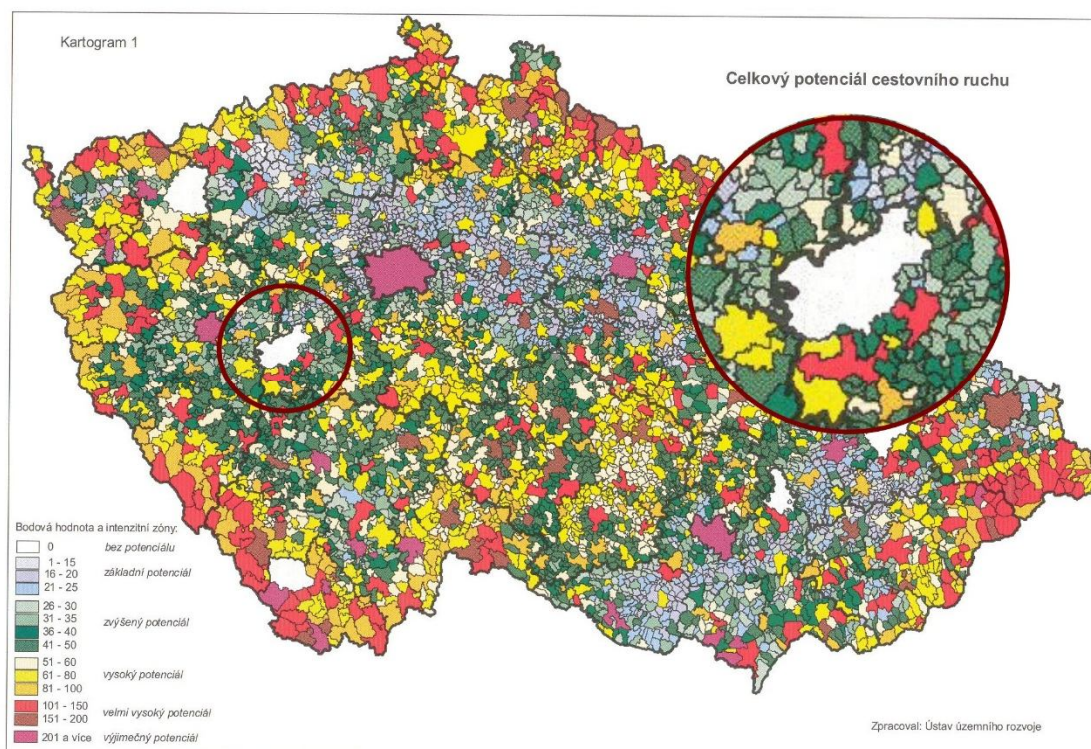 Kartogram 1
Celkový potenciál cestovního ruchu
Bodová hodnota a intenzitní zóny:
0 bez potenciálu
1 - 15
16 - 20 základní potenciál
21 - 25
26 - 30
31 - 35 zvýšený potenciál
36 - 40
41 - 50
51 - 60
61 - 80 vysoký potenciál
81 - 100
101 - 150 velmi vysoký potenciál
151 - 200
201 a více výjimečný potenciál
Zpracoval: Ústav územního rozvoje